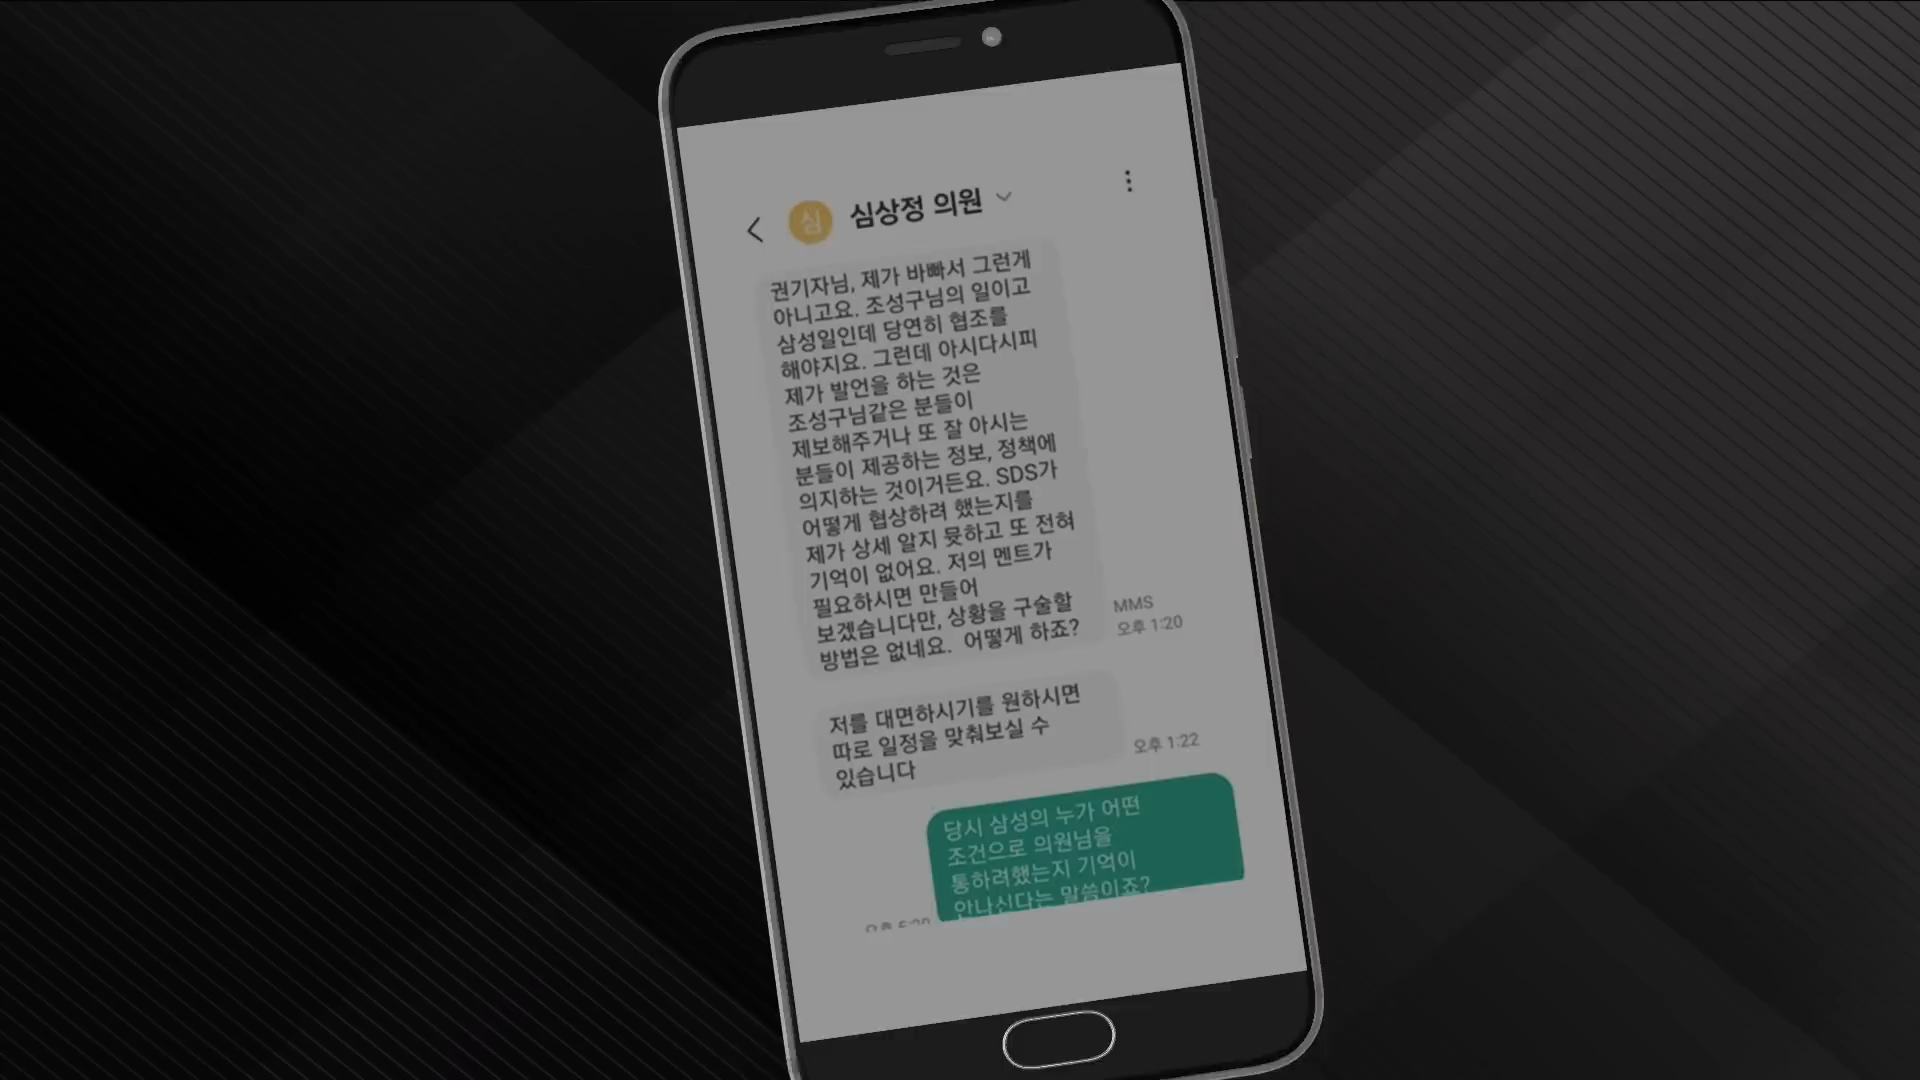 심
심상정 의원
권기자님, 제가 바빠서 그런게
아니고요. 조성구님의 일이고
삼성일인데 당연히 협조를
해야지요. 그런데 아시다시피
제가 발언을 하는 것은
조성구님같은 분들이
제보해주거나 또 잘 아시는
분들이 제공하는 정보, 정책에
의지하는 것이거든요. SDS가
어떻게 협상하려 했는지를
제가 상세 알지 뭇하고 또 전혀
기억이 없어요. 저의 멘트가
필요하시면 만들어
보겠습니다만, 상황을 구술할
방법은 없네요. 어떻게 하죠?
MMS
오후 1:20
저를 대면하시기를 원하시면
따로 일정을 맞춰보실 수
있습니다
오후 1:22
당시 삼성의 누가 어떤
조건으로 의원님을
통하려했는지 기억이
안나신다는 말씀이죠?